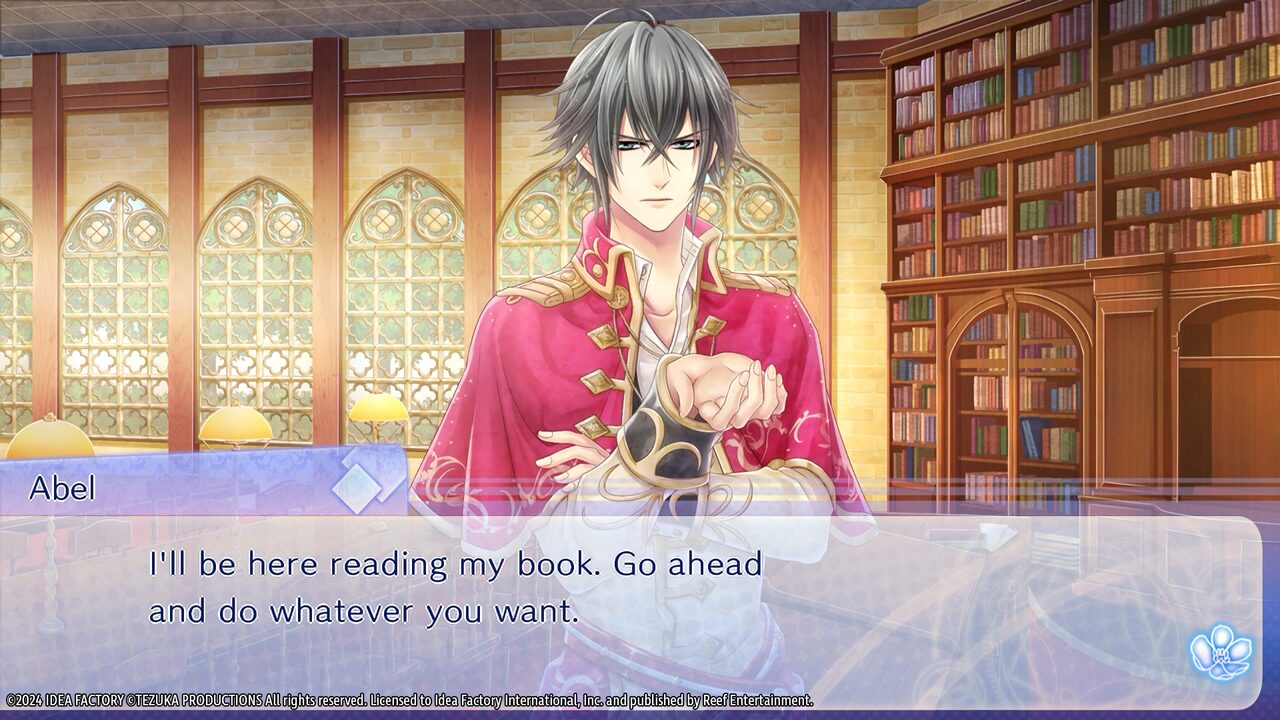 Abel
I'll be here reading my book. Go ahead
and do whatever you want.
©2024 IDEA FACTORY ©TEZUKA PRODUCTIONS All rights reserved. Licensed to Idea Factory International, Inc. and published by Reef Entertainment.